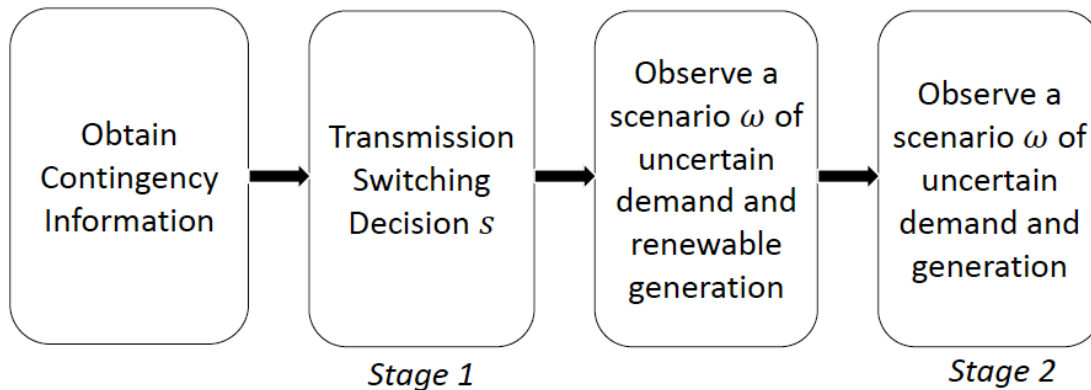 Obtain
Contingency
Information
Transmission
Switching
Decision s
Observe a
scenario ω of
uncertain
demand and
renewable
generation
Observe a
scenario ω of
uncertain
demand and
generation
Stage 1
Stage 2